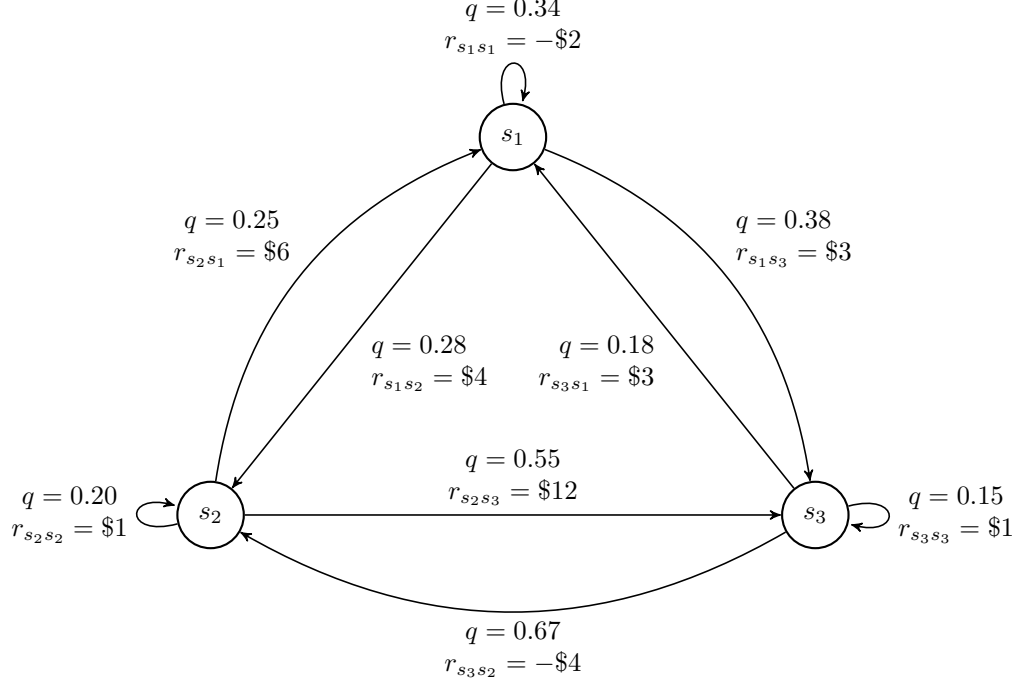 q = 0.34
r_{s_1s_1} = −$2
s_1
q = 0.25
r_{s_2s_1} = $6
q = 0.38
r_{s_1s_3} = $3
q = 0.28
r_{s_1s_2} = $4
q = 0.18
r_{s_3s_1} = $3
q = 0.55
r_{s_2s_3} = $12
q = 0.20
r_{s_2s_2} = $1
s_2
s_3
q = 0.15
r_{s_3s_3} = $1
q = 0.67
r_{s_3s_2} = −$4